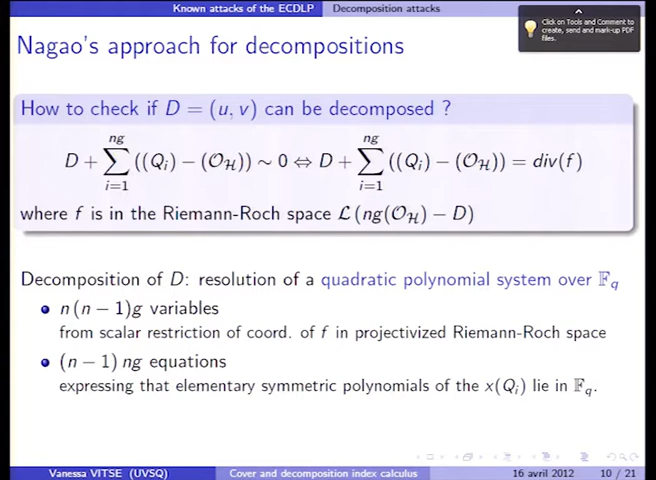 Known attacks of the ECDLP Decomposition attacks
Click on Tools and Comment to
create, send and mark-up PDF
files.
Nagao's approach for decompositions
How to check if D = (u, v) can be decomposed ?
D + ∑_{i=1}^{ng} ((Q_i) − (O_H)) ∼ 0 ⇔ D + ∑_{i=1}^{ng} ((Q_i) − (O_H)) = div(f)
where f is in the Riemann-Roch space L(ng(O_H) − D)
Decomposition of D: resolution of a quadratic polynomial system over F_q
n(n − 1)g variables
from scalar restriction of coord. of f in projectivized Riemann-Roch space
(n − 1) ng equations
expressing that elementary symmetric polynomials of the x(Q_i) lie in F_q.
Vanessa VITSE (UVSQ) Cover and decomposition index calculus 16 avril 2012 10 / 21